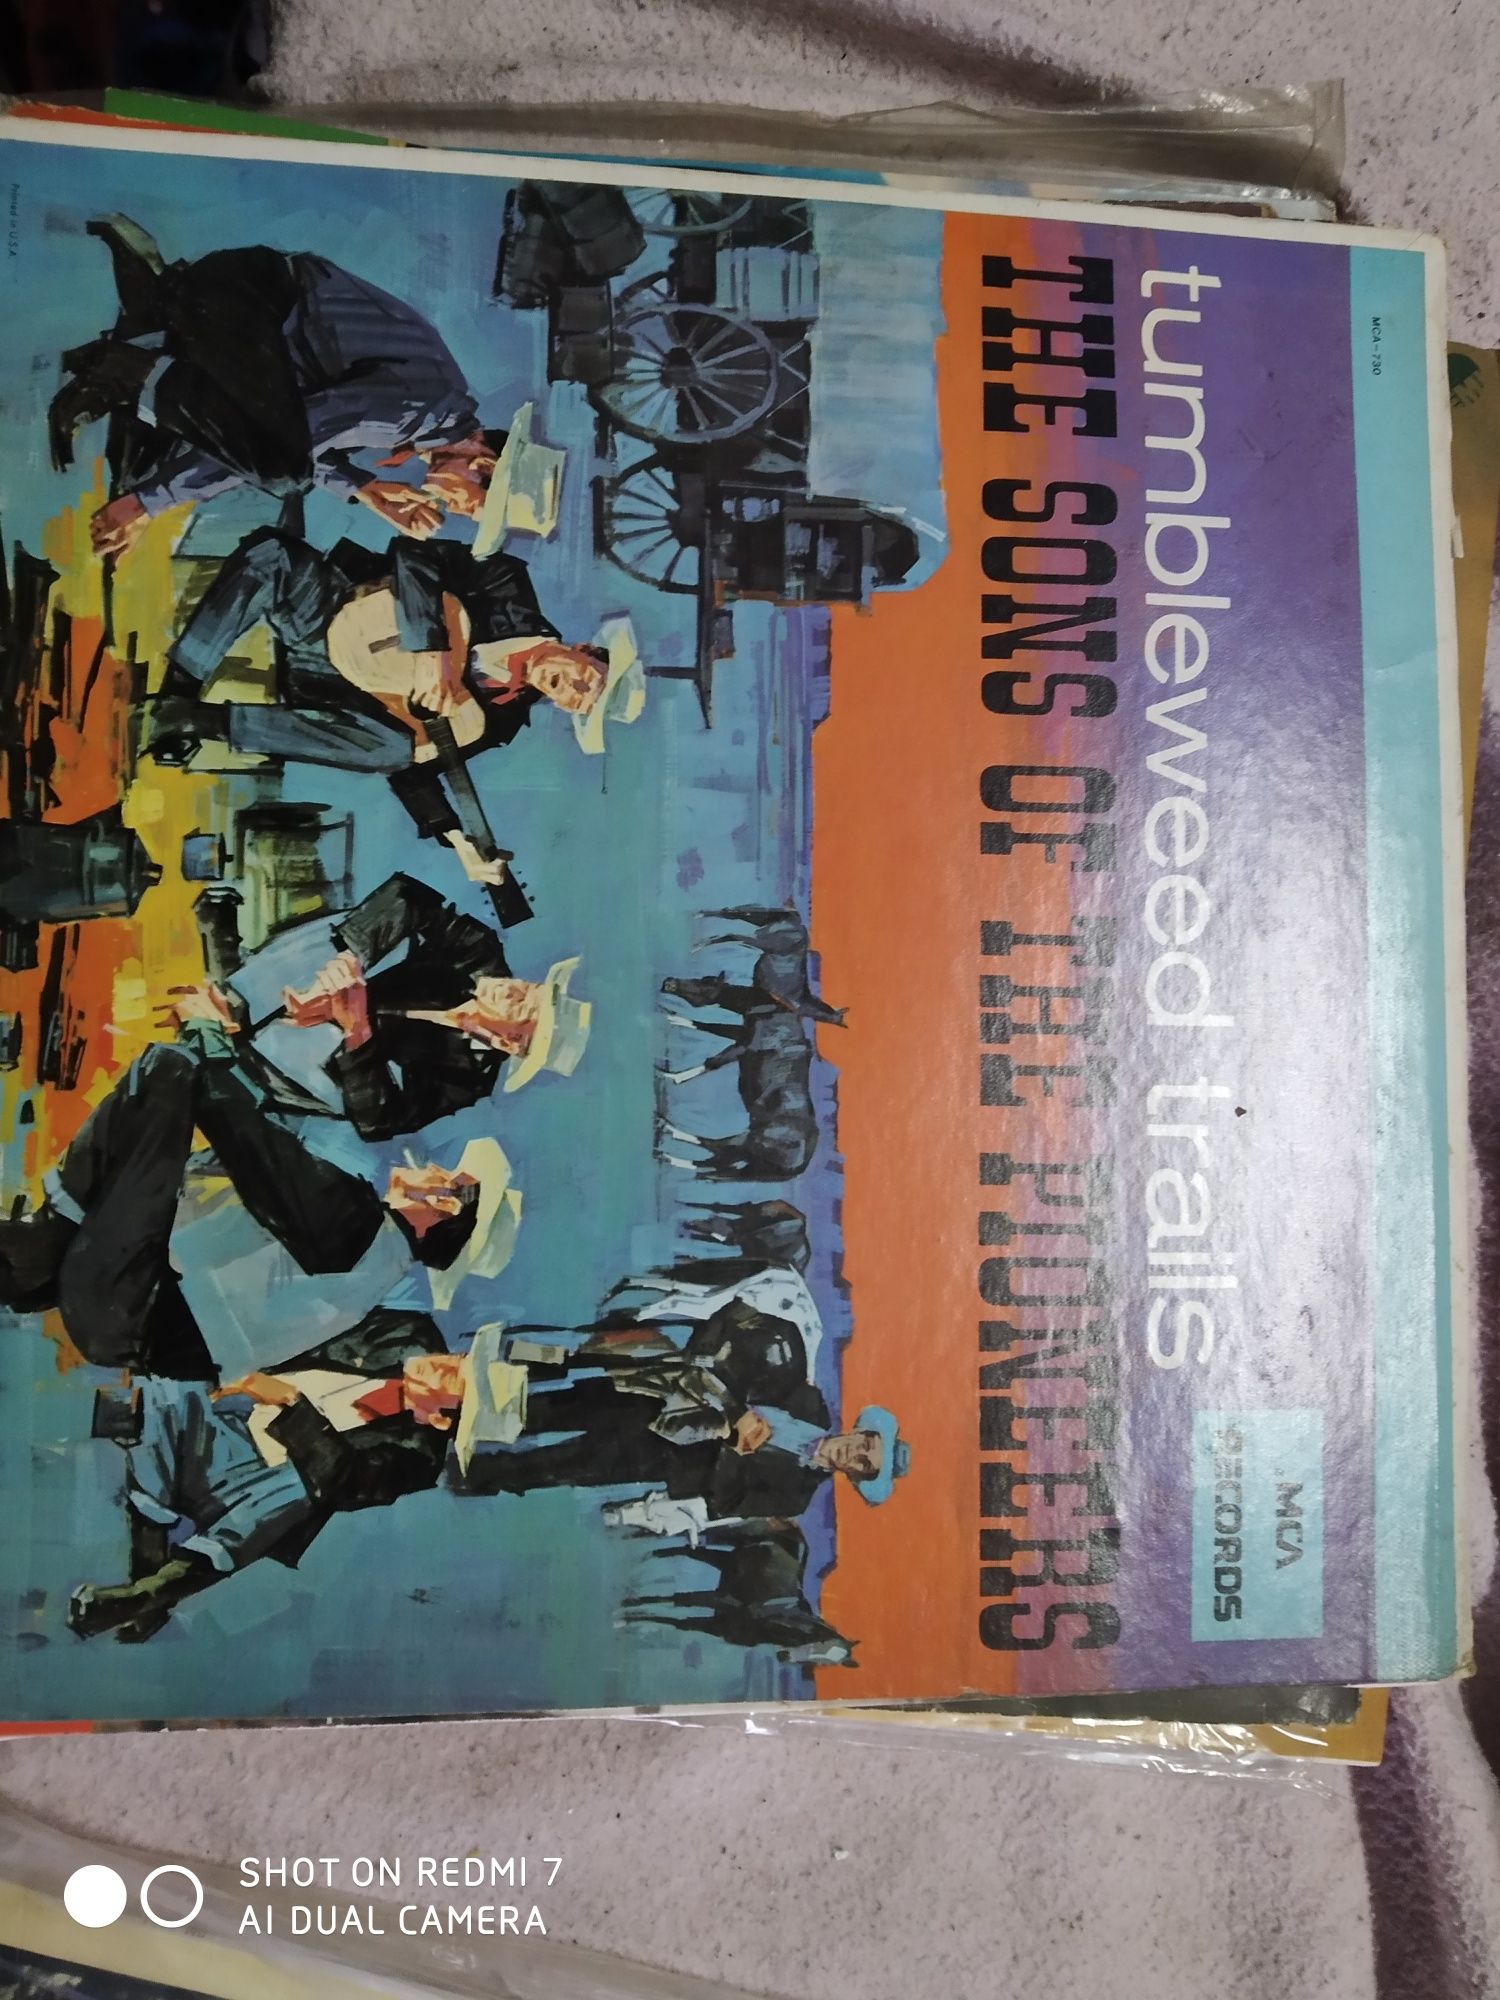 MCA-730
tumbleweed trails
THE SONS OF THE PIONEERS
MCA
RECORDS
Printed in U.S.A.
SHOT ON REDMI 7
AI DUAL CAMERA